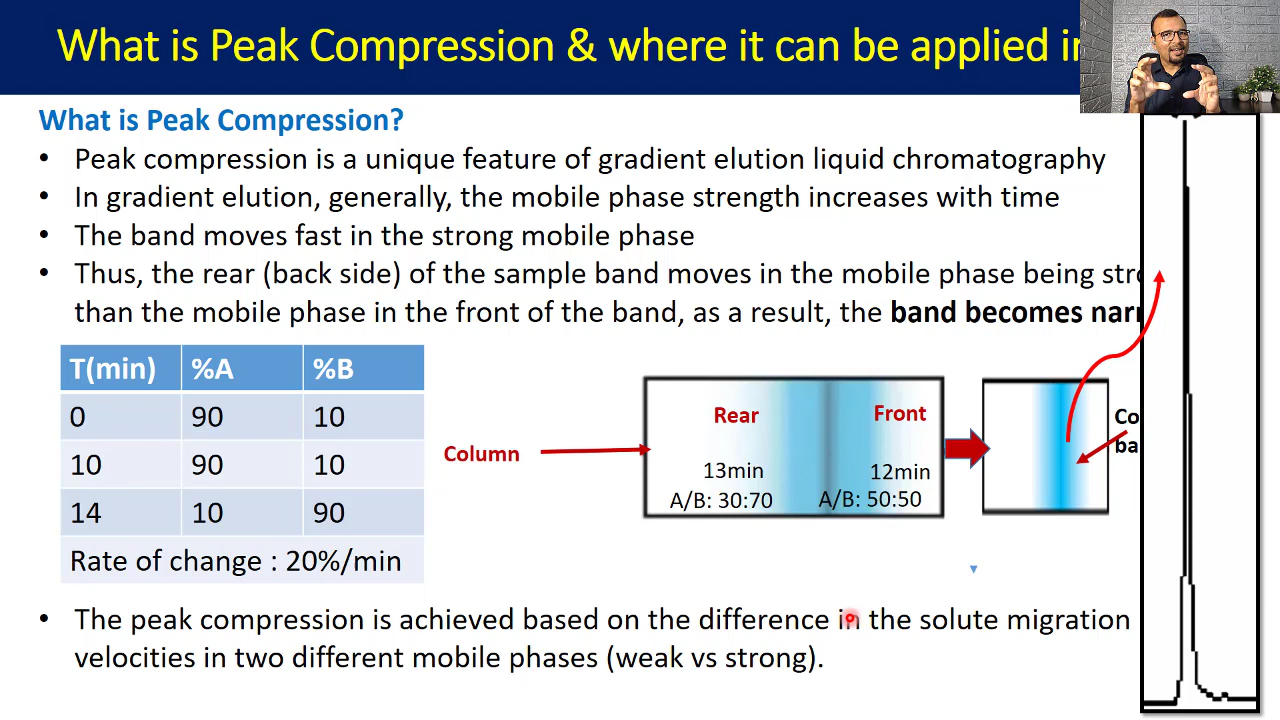 What is Peak Compression & where it can be applied in
What is Peak Compression?
• Peak compression is a unique feature of gradient elution liquid chromatography
• In gradient elution, generally, the mobile phase strength increases with time
• The band moves fast in the strong mobile phase
• Thus, the rear (back side) of the sample band moves in the mobile phase being
than the mobile phase in the front of the band, as a result, the band becomes
T(min) %A %B
0 90 10
10 90 10
14 10 90
Rate of change : 20%/min
Column
Rear Front
13min 12min
A/B: 30:70 A/B: 50:50
• The peak compression is achieved based on the difference in the solute migration
velocities in two different mobile phases (weak vs strong).